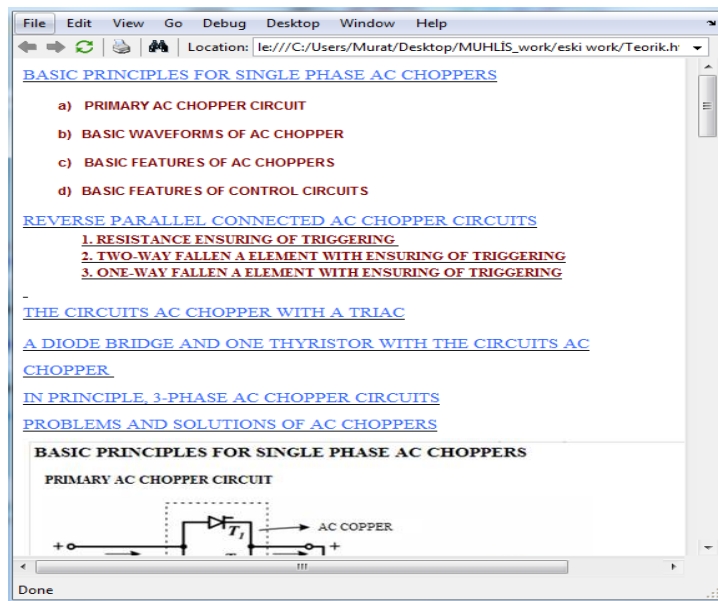 File Edit View Go Debug Desktop Window Help
Location: le:///C:/Users/Murat/Desktop/MUHLİS_work/eski work/Teorik.h
BASIC PRINCIPLES FOR SINGLE PHASE AC CHOPPERS
a) PRIMARY AC CHOPPER CIRCUIT
b) BASIC WAVEFORMS OF AC CHOPPER
c) BASIC FEATURES OF AC CHOPPERS
d) BASIC FEATURES OF CONTROL CIRCUITS
REVERSE PARALLEL CONNECTED AC CHOPPER CIRCUITS
1. RESISTANCE ENSURING OF TRIGGERING
2. TWO-WAY FALLEN A ELEMENT WITH ENSURING OF TRIGGERING
3. ONE-WAY FALLEN A ELEMENT WITH ENSURING OF TRIGGERING
THE CIRCUITS AC CHOPPER WITH A TRIAC
A DIODE BRIDGE AND ONE THYRISTOR WITH THE CIRCUITS AC
CHOPPER
IN PRINCIPLE, 3-PHASE AC CHOPPER CIRCUITS
PROBLEMS AND SOLUTIONS OF AC CHOPPERS
BASIC PRINCIPLES FOR SINGLE PHASE AC CHOPPERS
PRIMARY AC CHOPPER CIRCUIT
T1
AC COPPER
+ +
Done